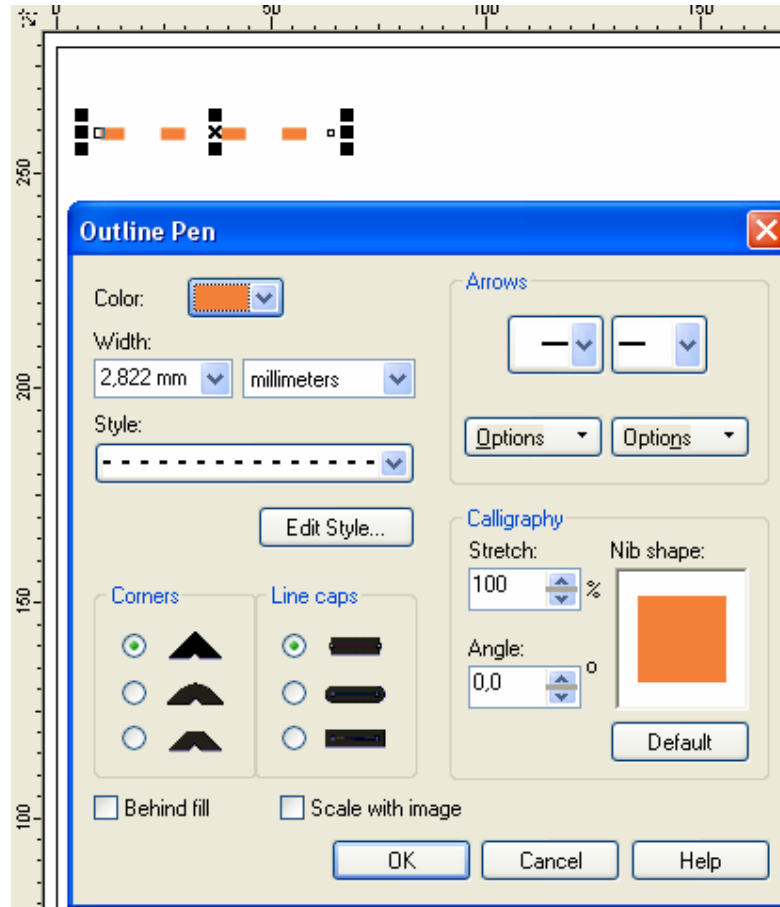 0 50 100 150
250
200
150
100
Outline Pen
Color:
Width:
2,822 mm millimeters
Style:
Edit Style...
Corners
Line caps
Behind fill
Scale with image
Arrows
Options Options
Calligraphy
Stretch: Nib shape:
100 %
Angle:
0,0 °
Default
OK Cancel Help